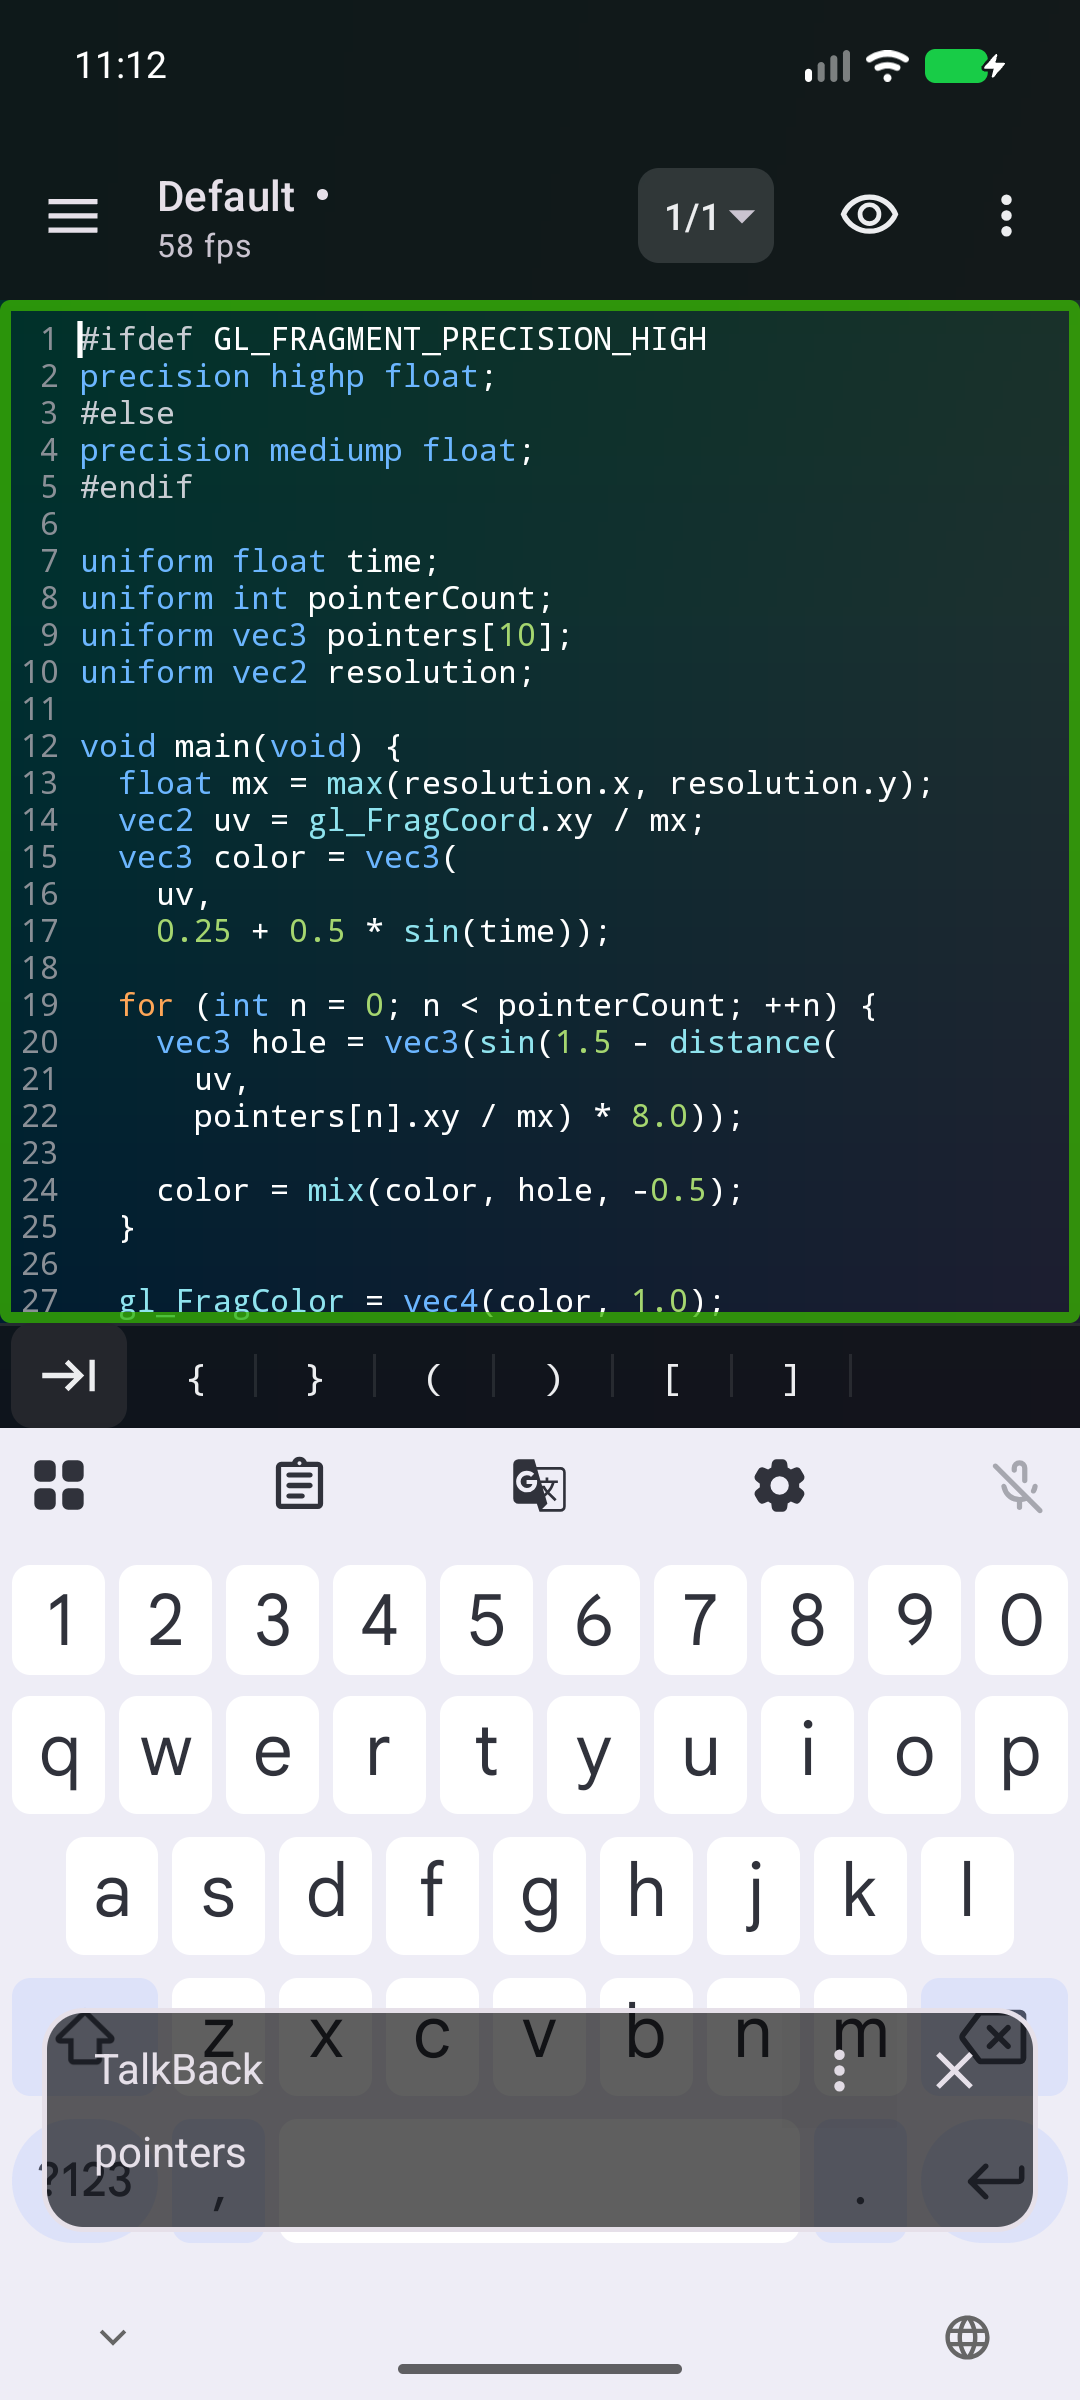 11:12
Default •
58 fps
1/1
1 #ifdef GL_FRAGMENT_PRECISION_HIGH
2 precision highp float;
3 #else
4 precision mediump float;
5 #endif
6
7 uniform float time;
8 uniform int pointerCount;
9 uniform vec3 pointers[10];
10 uniform vec2 resolution;
11
12 void main(void) {
13   float mx = max(resolution.x, resolution.y);
14   vec2 uv = gl_FragCoord.xy / mx;
15   vec3 color = vec3(
16     uv,
17     0.25 + 0.5 * sin(time));
18
19   for (int n = 0; n < pointerCount; ++n) {
20     vec3 hole = vec3(sin(1.5 - distance(
21       uv,
22       pointers[n].xy / mx) * 8.0));
23
24     color = mix(color, hole, -0.5);
25   }
26
27   gl_FragColor = vec4(color, 1.0);
{ } ( ) [ ]
G 文
1 2 3 4 5 6 7 8 9 0
q w e r t y u i o p
a s d f g h j k l
z x c v b n m
TalkBack
pointers
?123 , .